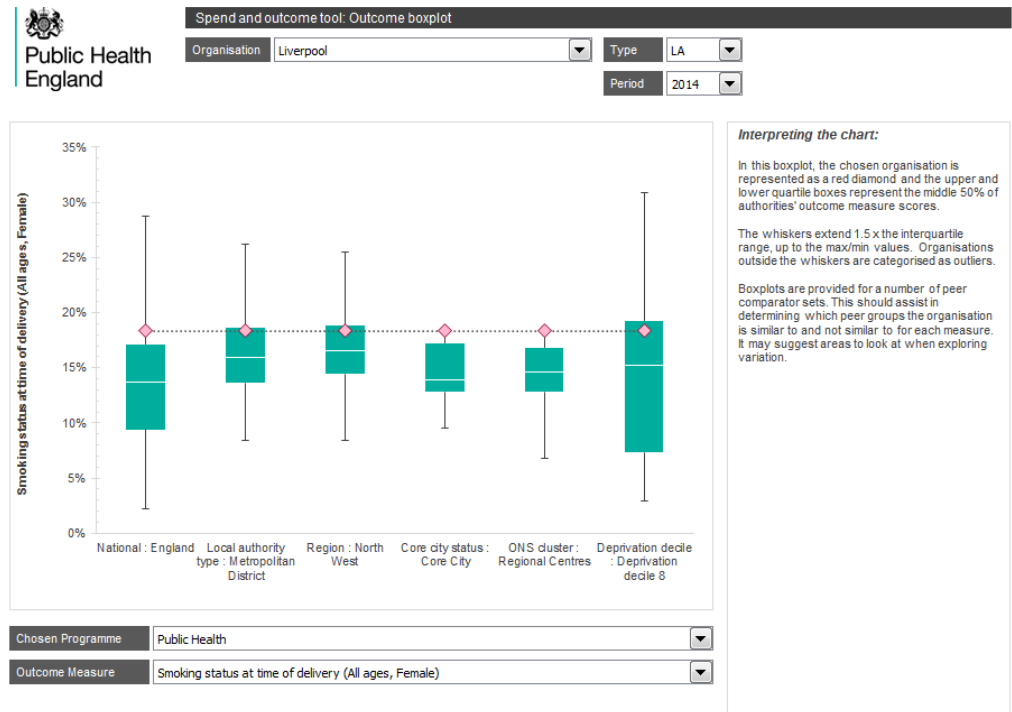 Spend and outcome tool: Outcome boxplot
Public Health
England
Organisation Liverpool Type LA
Period 2014
35%
30%
25%
20%
15%
10%
5%
0%
Smoking status at time of delivery (All ages, Female)
National : England
Local authority
type : Metropolitan
District
Region : North
West
Core city status :
Core City
ONS cluster :
Regional Centres
Deprivation decile
: Deprivation
decile 8
Interpreting the chart:
In this boxplot, the chosen organisation is
represented as a red diamond and the upper and
lower quartile boxes represent the middle 50% of
authorities' outcome measure scores.
The whiskers extend 1.5 x the interquartile
range, up to the max/min values. Organisations
outside the whiskers are categorised as outliers.
Boxplots are provided for a number of peer
comparator sets. This should assist in
determining which peer groups the organisation
is similar to and not similar to for each measure.
It may suggest areas to look at when exploring
variation.
Chosen Programme Public Health
Outcome Measure Smoking status at time of delivery (All ages, Female)